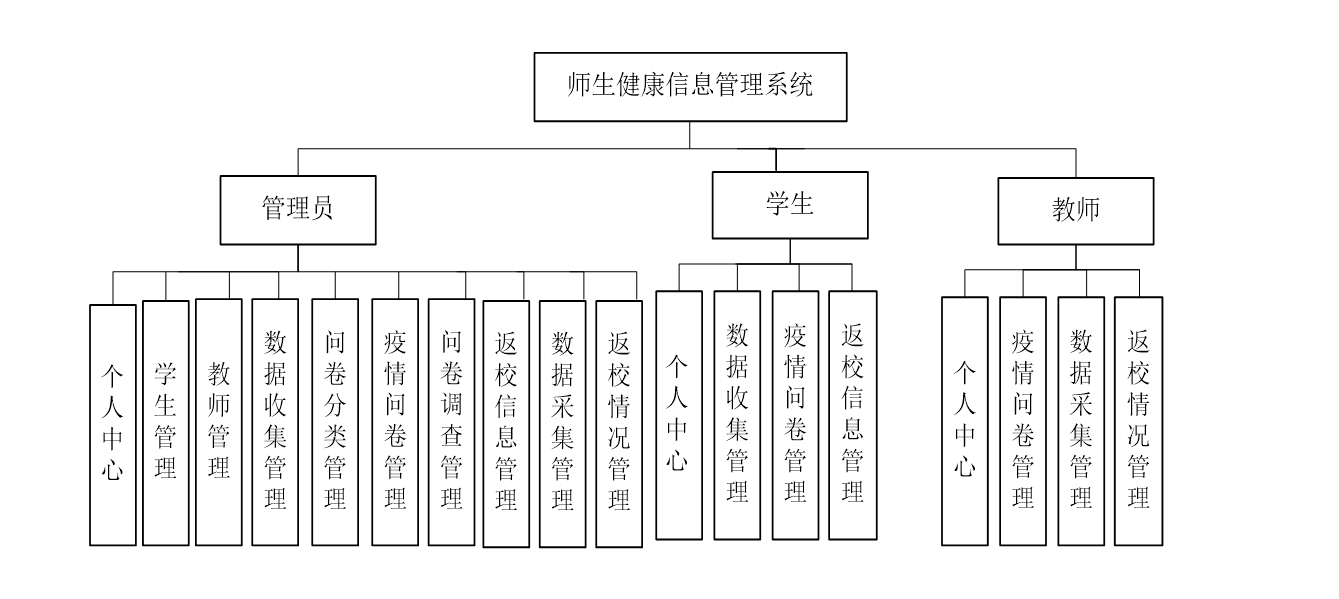 师生健康信息管理系统
管理员
学生
教师
个人中心
学生管理
教师管理
数据收集管理
问卷分类管理
疫情问卷管理
问卷调查管理
返校信息管理
数据采集管理
返校情况管理
个人中心
数据收集管理
疫情问卷管理
返校信息管理
个人中心
疫情问卷管理
数据采集管理
返校情况管理